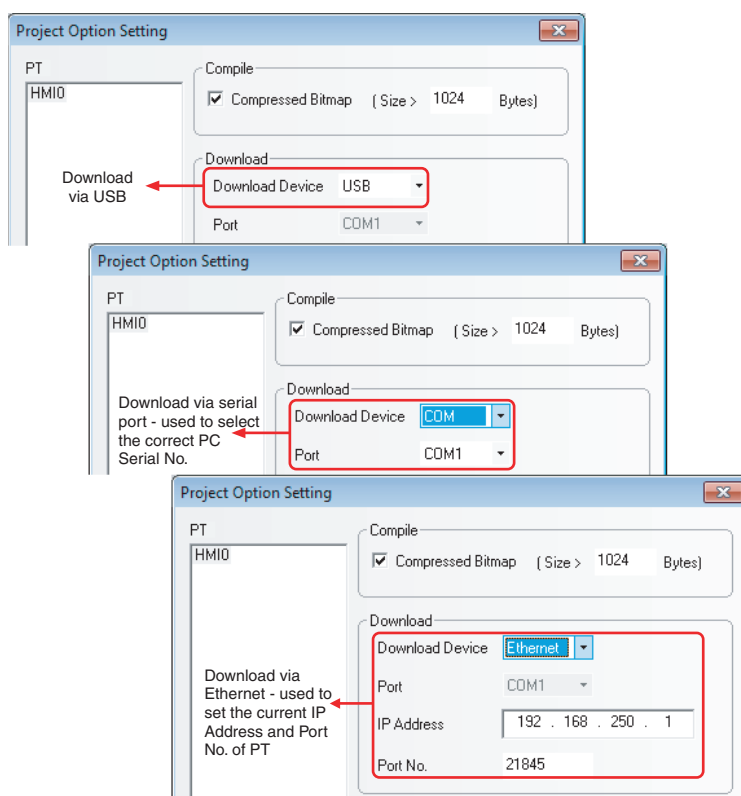 Project Option Setting
PT
HMI0
Compile
Compressed Bitmap ( Size > 1024 Bytes)
Download
Download Device USB
Port COM1
Download
via USB
Project Option Setting
PT
HMI0
Compile
Compressed Bitmap ( Size > 1024 Bytes)
Download
Download Device COM
Port COM1
Download via serial
port - used to select
the correct PC
Serial No.
Project Option Setting
PT
HMI0
Compile
Compressed Bitmap ( Size > 1024 Bytes)
Download
Download Device Ethernet
Port COM1
IP Address 192 . 168 . 250 . 1
Port No. 21845
Download via
Ethernet - used to
set the current IP
Address and Port
No. of PT